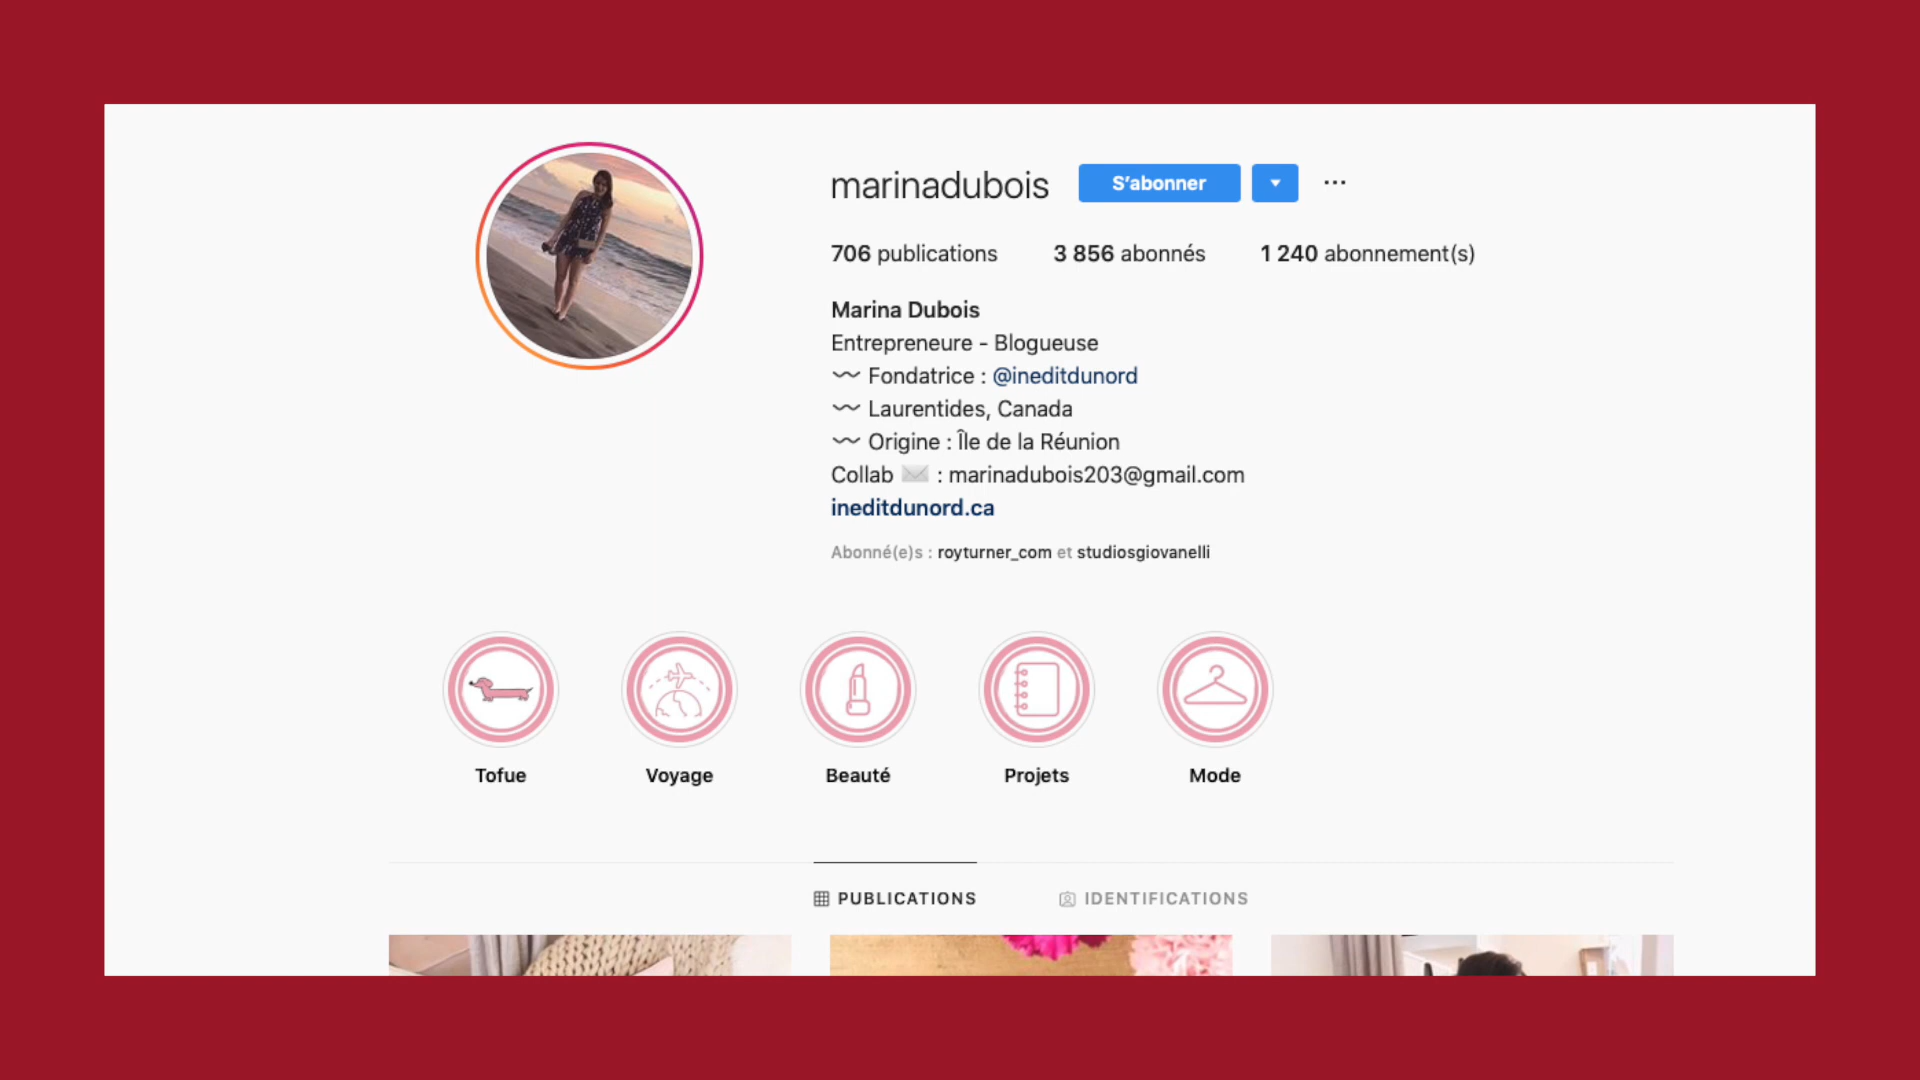 marinadubois S'abonner ...
706 publications 3 856 abonnés 1 240 abonnement(s)
Marina Dubois
Entrepreneure - Blogueuse
〰 Fondatrice : @ineditdunord
〰 Laurentides, Canada
〰 Origine : Île de la Réunion
Collab ✉ : marinadubois203@gmail.com
ineditdunord.ca
Abonné(e)s : royturner_com et studiosgiovanelli
Tofue Voyage Beauté Projets Mode
PUBLICATIONS IDENTIFICATIONS